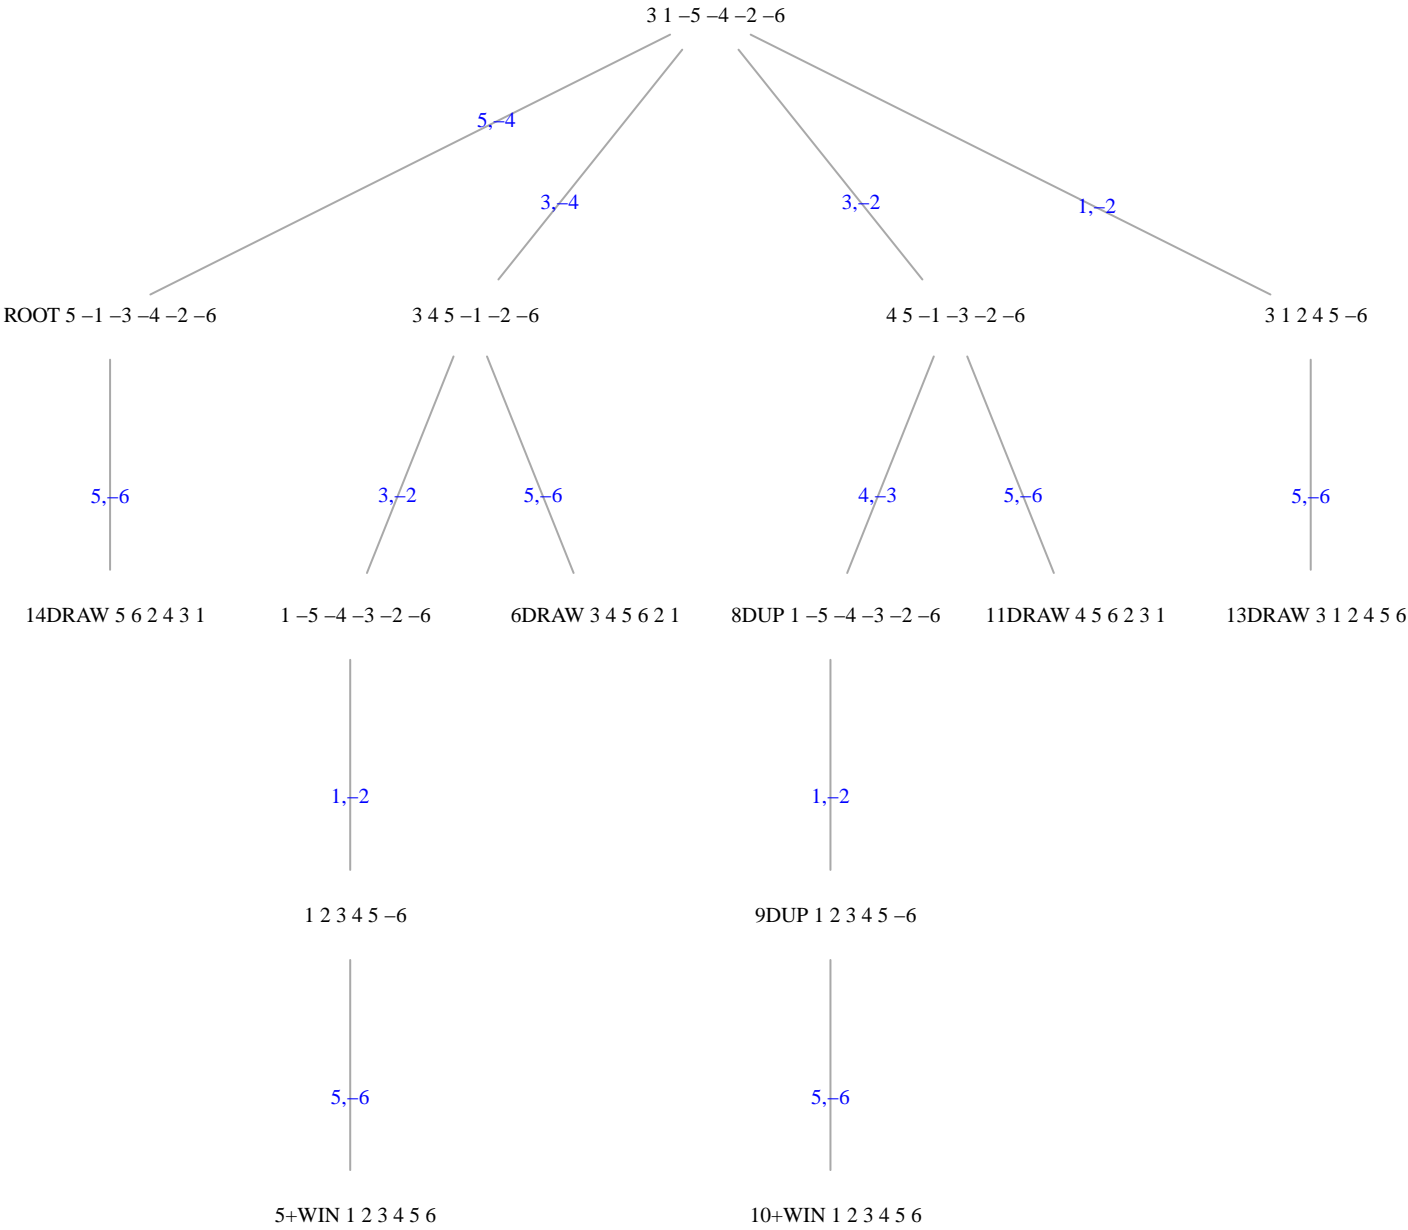 3 1 –5 –4 –2 –6
5,–4
3,–4
3,–2
1,–2
ROOT 5 –1 –3 –4 –2 –6
3 4 5 –1 –2 –6
4 5 –1 –3 –2 –6
3 1 2 4 5 –6
5,–6
3,–2
5,–6
4,–3
5,–6
5,–6
14DRAW 5 6 2 4 3 1
1 –5 –4 –3 –2 –6
6DRAW 3 4 5 6 2 1
8DUP 1 –5 –4 –3 –2 –6
11DRAW 4 5 6 2 3 1
13DRAW 3 1 2 4 5 6
1,–2
1,–2
1 2 3 4 5 –6
9DUP 1 2 3 4 5 –6
5,–6
5,–6
5+WIN 1 2 3 4 5 6
10+WIN 1 2 3 4 5 6